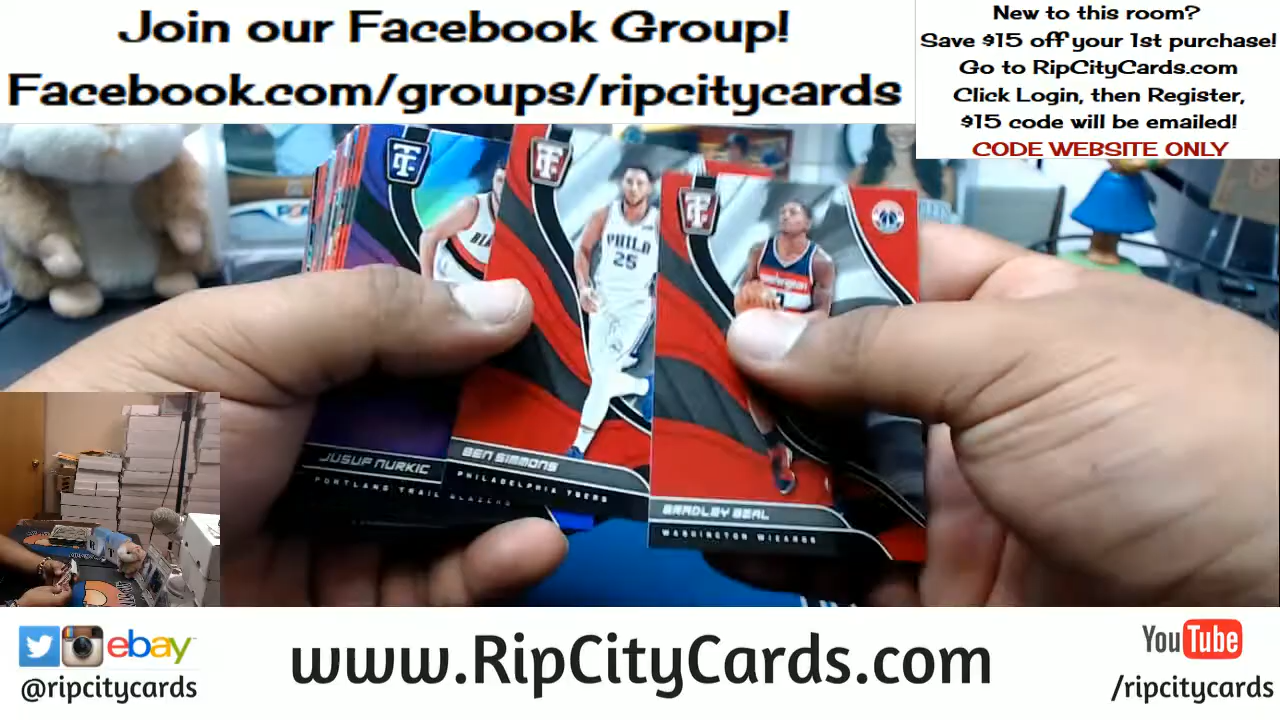 Join our Facebook Group!
Facebook.com/groups/ripcitycards
New to this room?
Save $15 off your 1st purchase!
Go to RipCityCards.com
Click Login, then Register,
$15 code will be emailed!
CODE WEBSITE ONLY
PHILA
25
JUSUF NURKIC
PORTLAND TRAIL BLAZERS
BEN SIMMONS
PHILADELPHIA 76ERS
BRADLEY BEAL
WASHINGTON WIZARDS
ebay
@ripcitycards
www.RipCityCards.com
YouTube
/ripcitycards